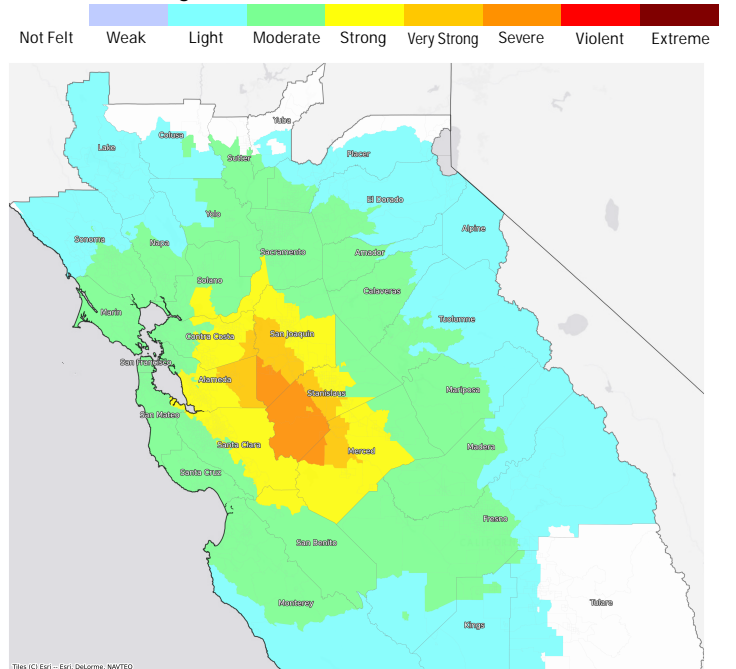 Not Felt Weak Light Moderate Strong Very Strong Severe Violent Extreme
Yuba
Colusa
Lake
Sutter
Placer
El Dorado
Yolo
Sonoma
Napa
Alpine
Sacramento
Amador
Solano
Calaveras
Marin
Tuolumne
Contra Costa
San Joaquin
San Francisco
Alameda
Stanislaus
Mariposa
San Mateo
Santa Clara
Merced
Madera
Santa Cruz
Fresno
San Benito
Monterey
Tulare
Kings
Tiles (C) Esri -- Esri, DeLorme, NAVTEQ